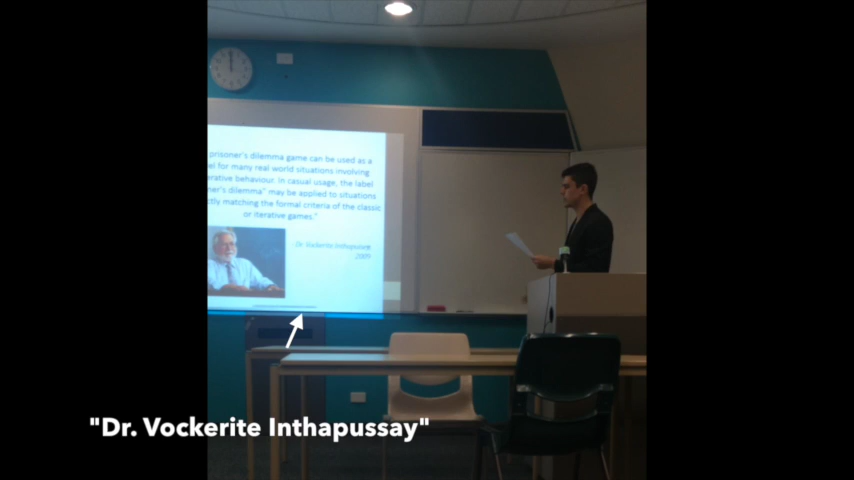 prisoner's dilemma game can be used as a
el for many real world situations involving
erative behaviour. In casual usage, the label
ner's dilemma" may be applied to situations
ctly matching the formal criteria of the classic
or iterative games."
Dr. Vockerite Inthapussay
2009
"Dr. Vockerite Inthapussay"